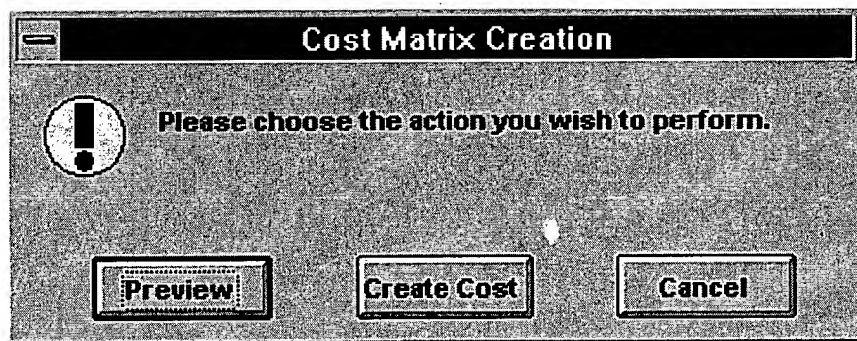 Cost Matrix Creation
Please choose the action you wish to perform.
Preview Create Cost Cancel